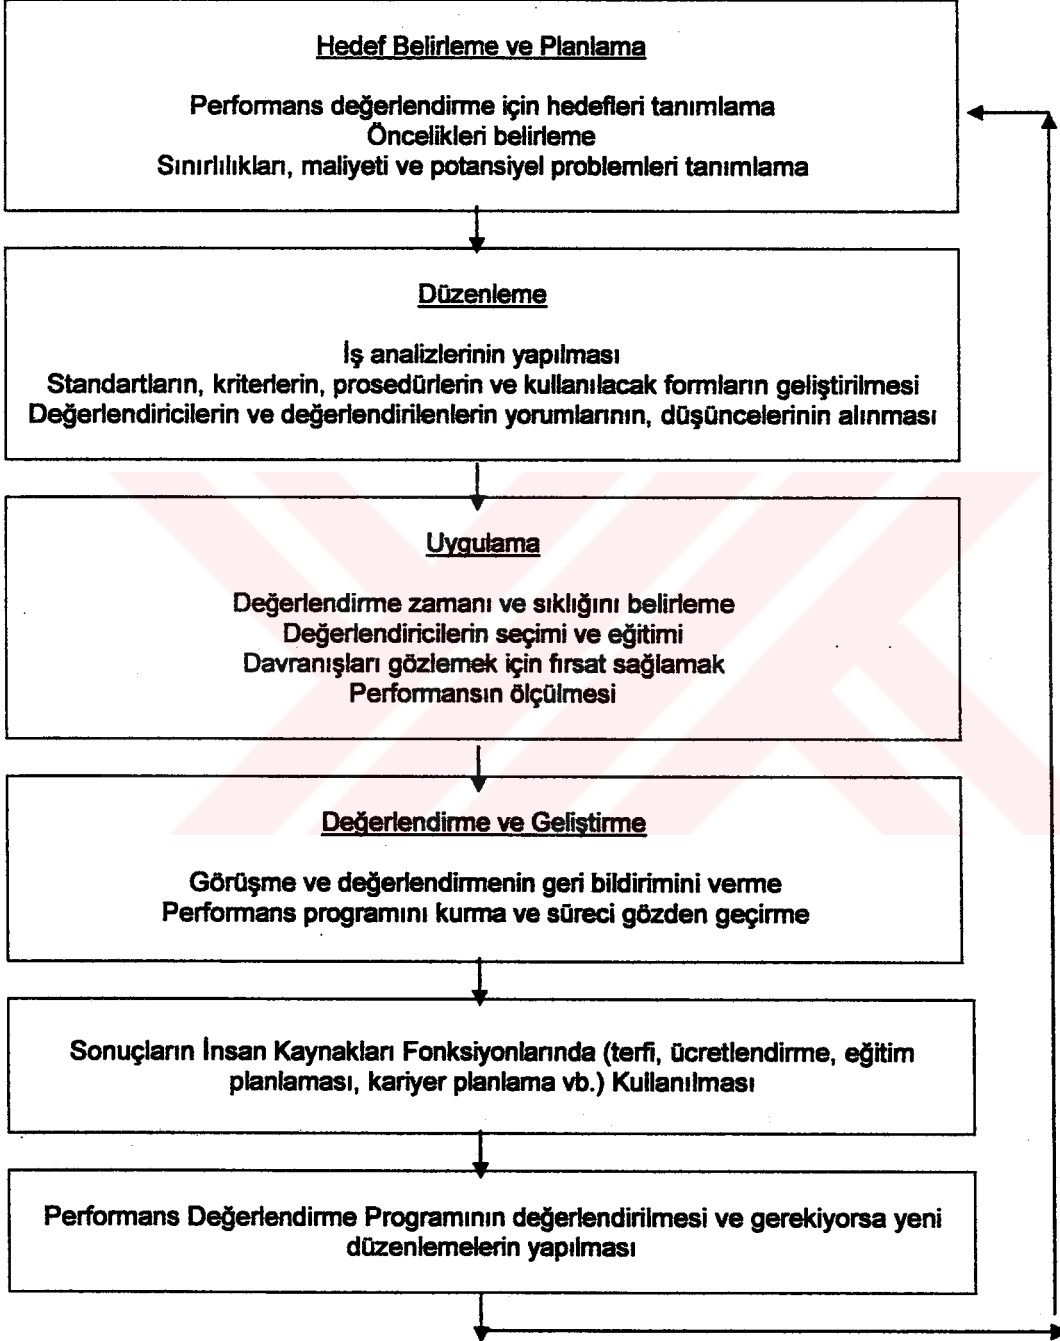 Hedef Belirleme ve Planlama
Performans değerlendirme için hedefleri tanımlama
Öncelikleri belirleme
Sınırlılıkları, maliyeti ve potansiyel problemleri tanımlama
Düzenleme
İş analizlerinin yapılması
Standartların, kriterlerin, prosedürlerin ve kullanılacak formların geliştirilmesi
Değerlendiricilerin ve değerlendirilenlerin yorumlarının, düşüncelerinin alınması
Uygulama
Değerlendirme zamanı ve sıklığını belirleme
Değerlendiricilerin seçimi ve eğitimi
Davranışları gözlemek için fırsat sağlamak
Performansın ölçülmesi
Değerlendirme ve Geliştirme
Görüşme ve değerlendirmenin geri bildirimini verme
Performans programını kurma ve süreci gözden geçirme
Sonuçların İnsan Kaynakları Fonksiyonlarında (terfi, ücretlendirme, eğitim
planlaması, kariyer planlama vb.) Kullanılması
Performans Değerlendirme Programının değerlendirilmesi ve gerekiyorsa yeni
düzenlemelerin yapılması